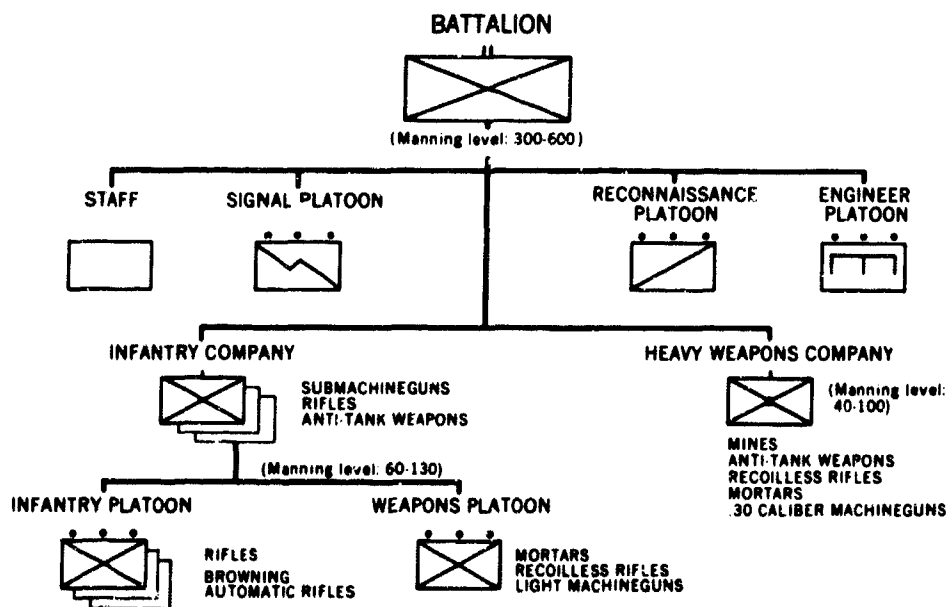 BATTALION
(Manning level: 300-600)
STAFF
SIGNAL PLATOON
RECONNAISSANCE
PLATOON
ENGINEER
PLATOON
INFANTRY COMPANY
SUBMACHINEGUNS
RIFLES
ANTI-TANK WEAPONS
HEAVY WEAPONS COMPANY
(Manning level:
40-100)
MINES
ANTI-TANK WEAPONS
RECOILLESS RIFLES
MORTARS
.30 CALIBER MACHINEGUNS
(Manning level: 60-130)
INFANTRY PLATOON
RIFLES
BROWNING
AUTOMATIC RIFLES
WEAPONS PLATOON
MORTARS
RECOILLESS RIFLES
LIGHT MACHINEGUNS